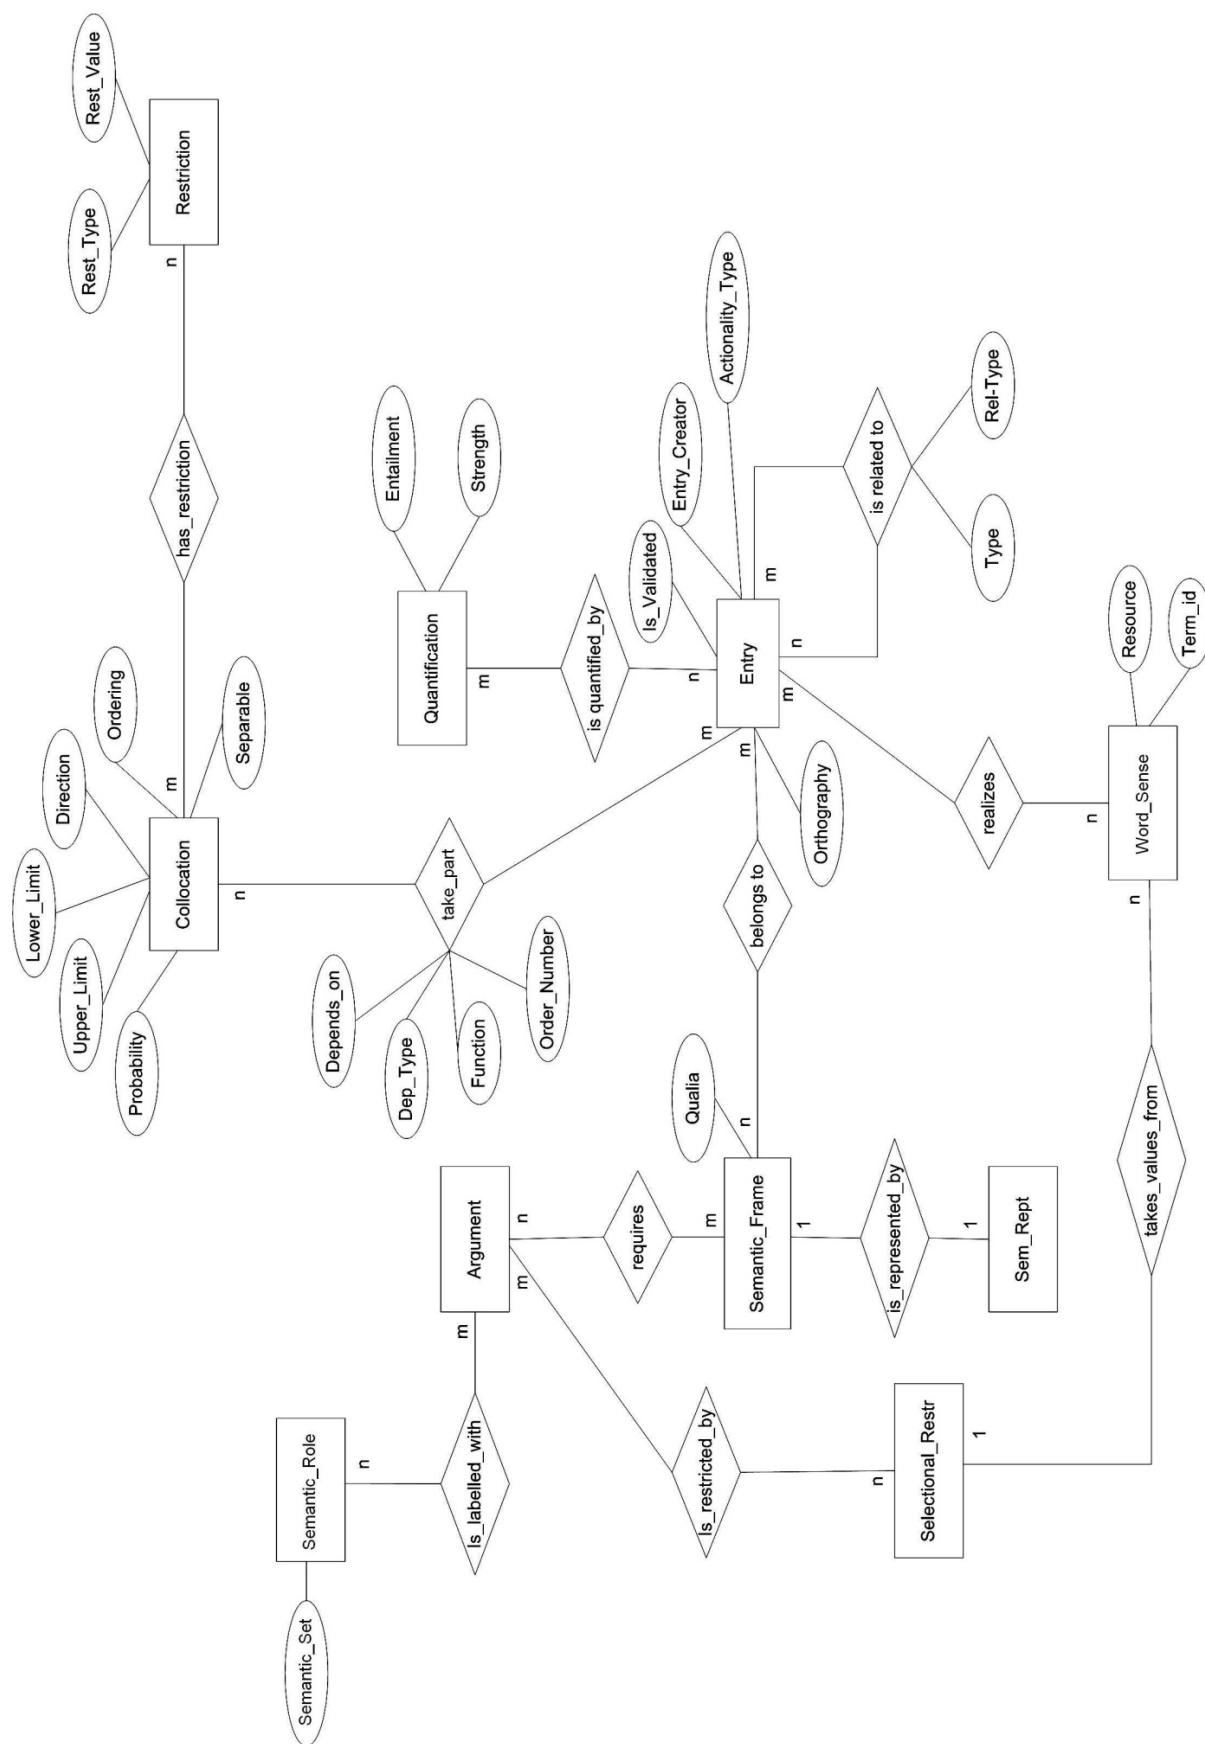 Lower_Limit
Direction
Upper_Limit
Rest_Type
Rest_Value
Ordering
Probability
m
n
Collocation
has_restriction
Restriction
n
Separable
Semantic_Set
Semantic_Role
Depends_on
n
Entailment
Dep_Type
Quantification
take_part
m
Is_labelled_with
Argument
Function
Strength
m
m
n
Order_Number
is quantified_by
requires
Is_Validated
Entry_Creator
Qualia
n
Is_restricted_by
m
m
Actionality_Type
n
m
Entry
Semantic_Frame
belongs to
m
m
n
1
Orthography
n
is related to
is_represented_by
Selectional_Restr
1
1
realizes
Type
Rel-Type
Sem_Rept
n
Resource
n
takes_values_from
Word_Sense
Term_id